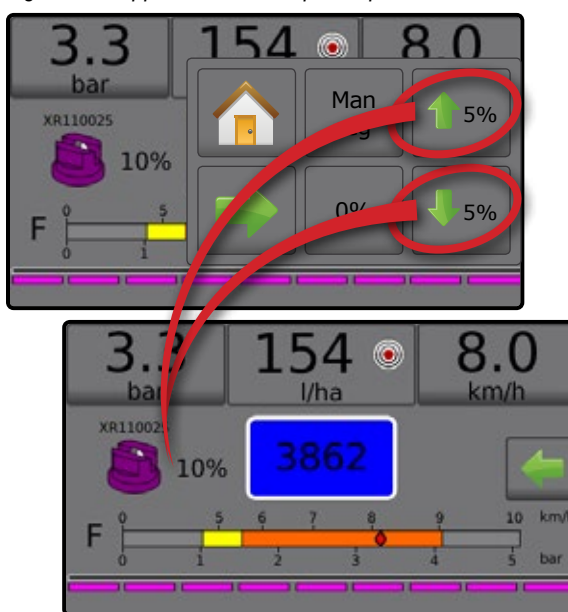 3.3 154 8.0
bar
XR110025
10%
Man
5%
0%
5%
F
0 5
0 1
3.3 154 8.0
bar l/ha km/h
XR11002
10%
3862
F
0 5 6 7 8 9 10 km/
0 1 2 3 4 5 bar